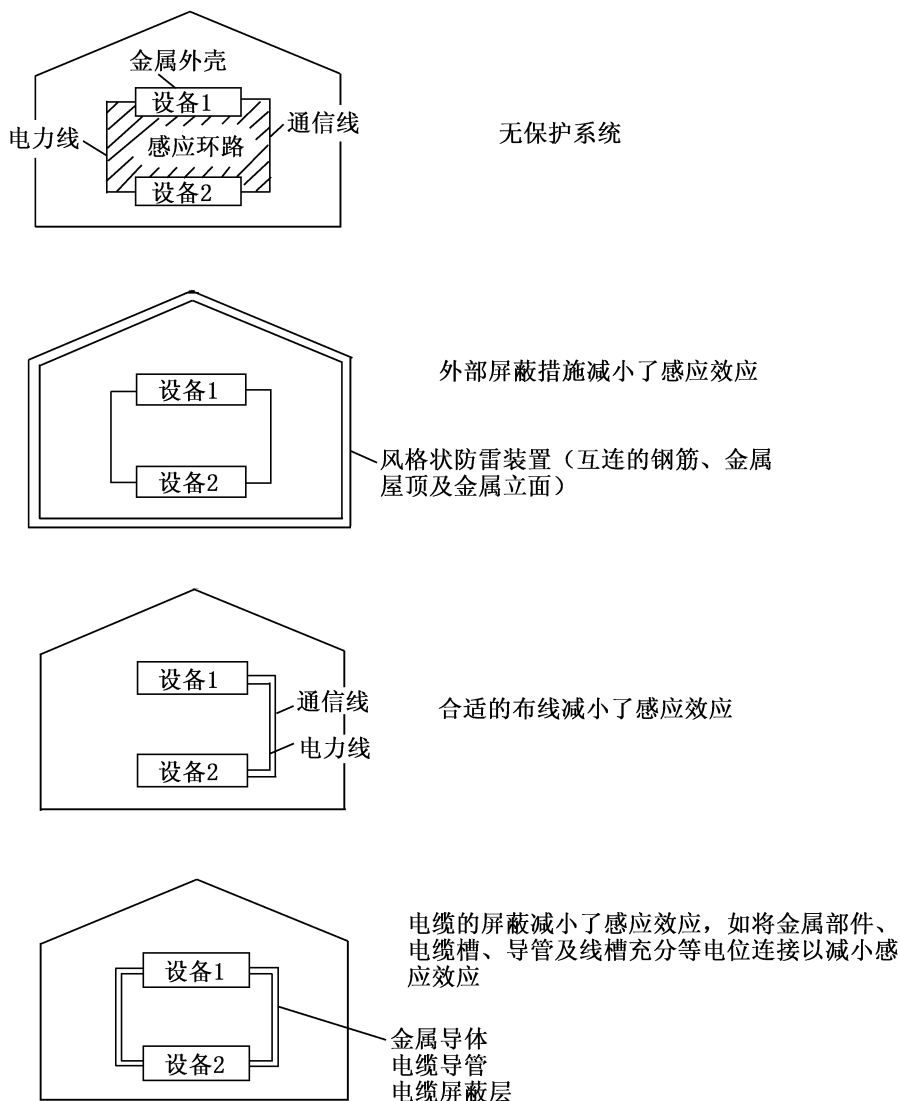 金属外壳
设备1
电力线
感应环路
通信线
设备2
无保护系统
设备1
设备2
外部屏蔽措施减小了感应效应
风格状防雷装置（互连的钢筋、金属
屋顶及金属立面）
设备1
通信线
电力线
设备2
合适的布线减小了感应效应
电缆的屏蔽减小了感应效应，如将金属部件、
电缆槽、导管及线槽充分等电位连接以减小感
应效应
设备1
设备2
金属导体
电缆导管
电缆屏蔽层